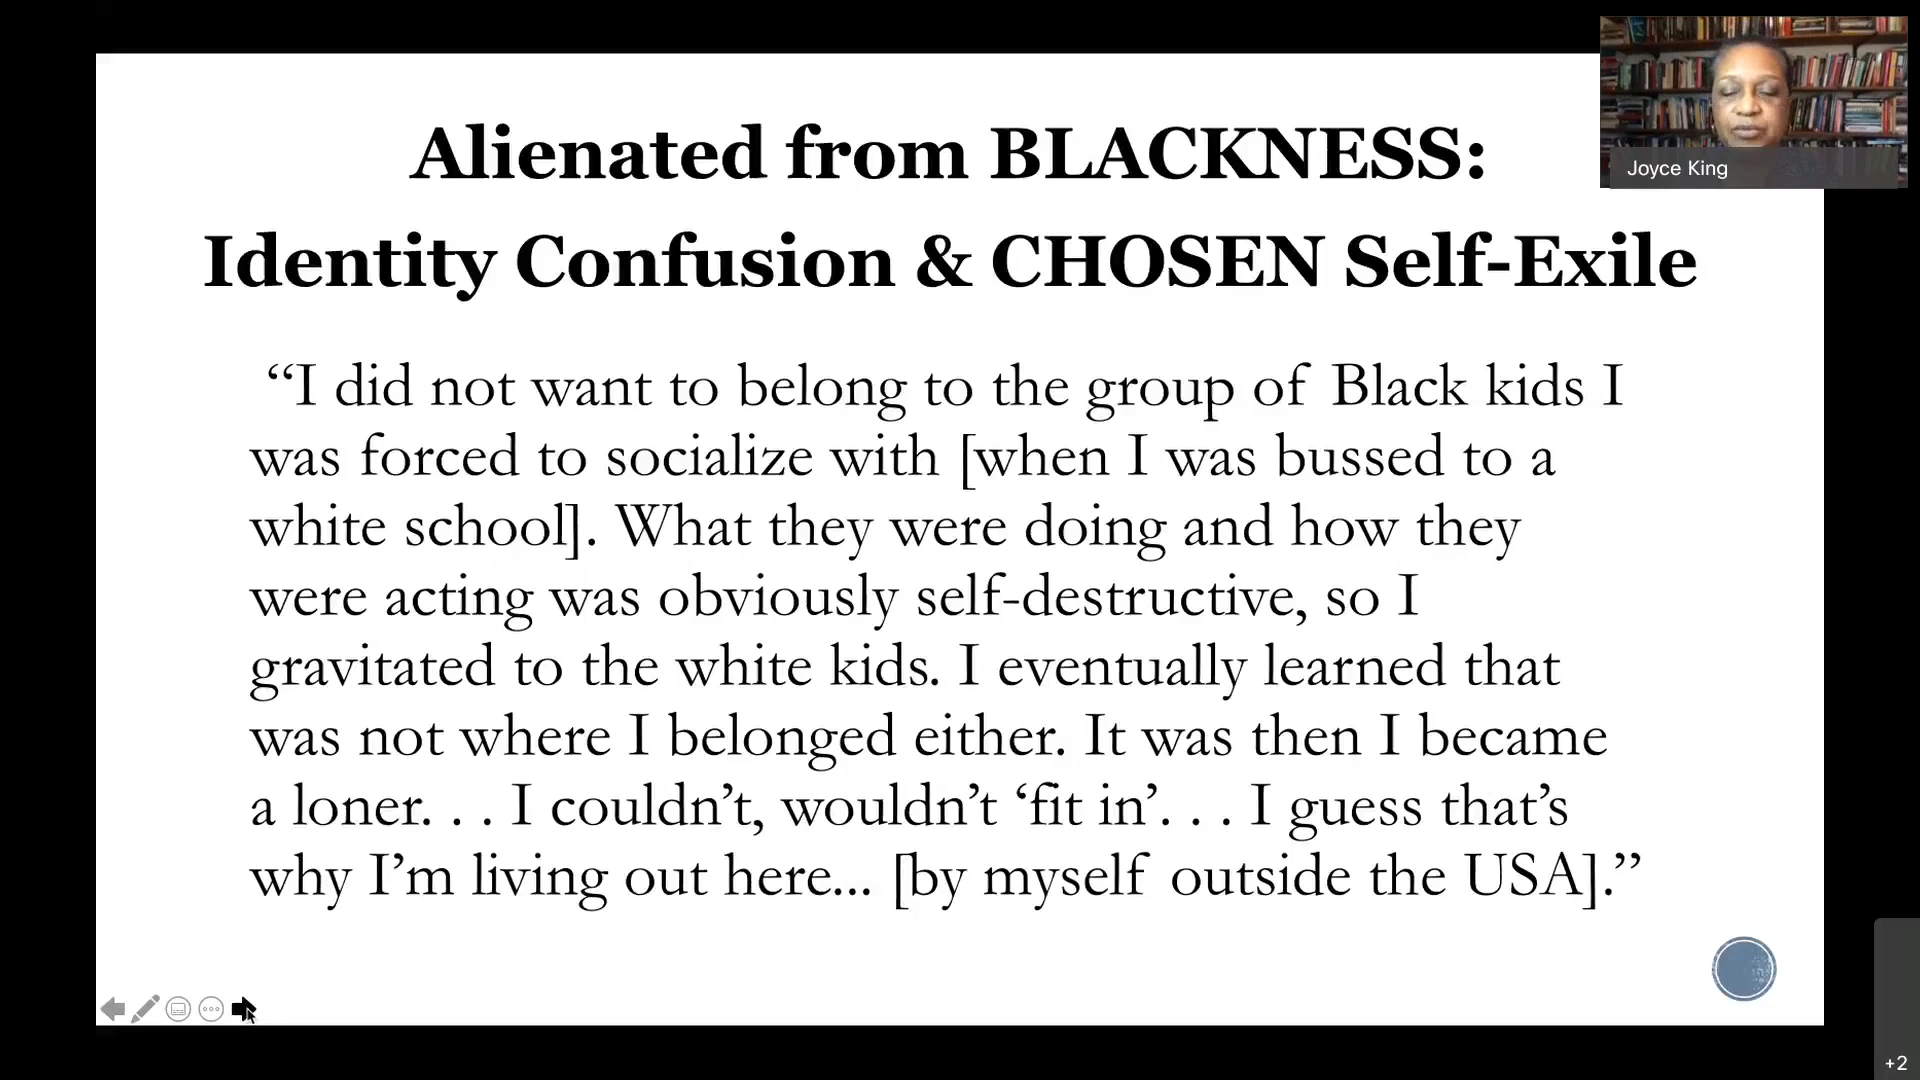 Alienated from BLACKNESS:
Identity Confusion & CHOSEN Self-Exile
“I did not want to belong to the group of Black kids I
was forced to socialize with [when I was bussed to a
white school]. What they were doing and how they
were acting was obviously self-destructive, so I
gravitated to the white kids. I eventually learned that
was not where I belonged either. It was then I became
a loner. . . I couldn’t, wouldn’t ‘fit in’. . . I guess that’s
why I’m living out here... [by myself outside the USA].”
Joyce King
+2